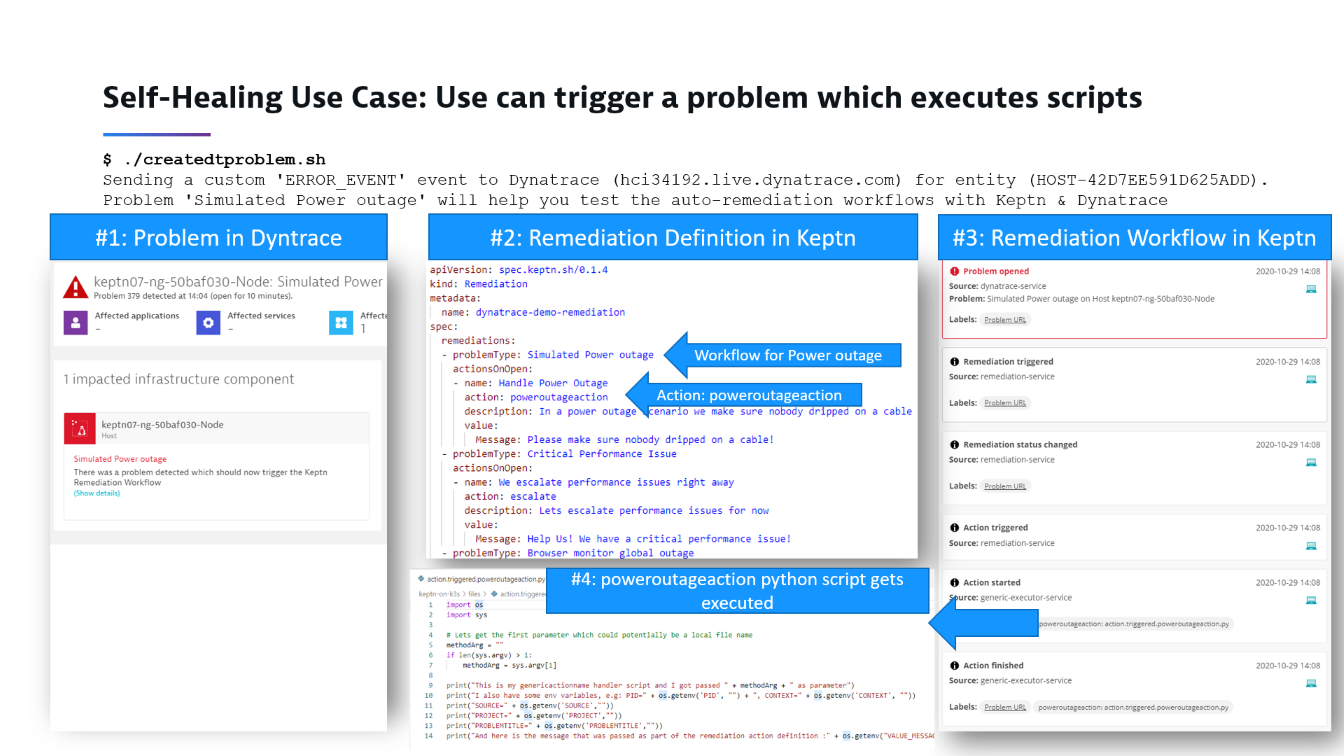 Self-Healing Use Case: Use can trigger a problem which executes scripts
$ ./createdtproblem.sh
Sending a custom 'ERROR_EVENT' event to Dynatrace (hci34192.live.dynatrace.com) for entity (HOST-42D7EE591D625ADD).
Problem 'Simulated Power outage' will help you test the auto-remediation workflows with Keptn & Dynatrace
#1: Problem in Dyntrace
keptn07-ng-50baf030-Node: Simulated Power
Problem 379 detected at 14:04 (open for 10 minutes).
Affected applications
-
Affected services
-
Affecte
1
1 impacted infrastructure component
keptn07-ng-50baf030-Node
Host
Simulated Power outage
There was a problem detected which should now trigger the Keptn
Remediation Workflow
(Show details)
#2: Remediation Definition in Keptn
apiVersion: spec.keptn.sh/0.1.4
kind: Remediation
metadata:
name: dynatrace-demo-remediation
spec:
remediations:
- problemType: Simulated Power outage
Workflow for Power outage
actionsOnOpen:
- name: Handle Power Outage
action: poweroutageaction
Action: poweroutageaction
description: In a power outage scenario we make sure nobody dripped on a cable
value:
Message: Please make sure nobody dripped on a cable!
- problemType: Critical Performance Issue
actionsOnOpen:
- name: We escalate performance issues right away
action: escalate
description: Lets escalate performance issues for now
value:
Message: Help Us! We have a critical performance issue!
- problemType: Browser monitor global outage
#4: poweroutageaction python script gets
executed
action.triggered.poweroutageaction.py
keptn-on-k3s > files > action.triggere
1 import os
2 import sys
3
4 # Lets get the first parameter which could potentially be a local file name
5 methodArg = ""
6 if len(sys.argv) > 1:
7 methodArg = sys.argv[1]
8
9 print("This is my genericactionname handler script and I got passed " + methodArg + " as parameter")
10 print("I also have some env variables, e.g: PID=" + os.getenv('PID', "") + ", CONTEXT=" + os.getenv('CONTEXT', ""))
11 print("SOURCE=" + os.getenv('SOURCE',""))
12 print("PROJECT=" + os.getenv('PROJECT',""))
13 print("PROBLEMTITLE=" + os.getenv('PROBLEMTITLE',""))
14 print("And here is the message that was passed as part of the remediation action definition :" + os.getenv("VALUE_MESSAG
#3: Remediation Workflow in Keptn
Problem opened 2020-10-29 14:08
Source: dynatrace-service
Problem: Simulated Power outage on Host keptn07-ng-50baf030-Node
Labels: Problem URL
Remediation triggered 2020-10-29 14:08
Source: remediation-service
Labels: Problem URL
Remediation status changed 2020-10-29 14:08
Source: remediation-service
Labels: Problem URL
Action triggered 2020-10-29 14:08
Source: remediation-service
Action started 2020-10-29 14:08
Source: generic-executor-service
poweroutageaction: action.triggered.poweroutageaction.py
Action finished 2020-10-29 14:08
Source: generic-executor-service
Labels: Problem URL poweroutageaction: action.triggered.poweroutageaction.py